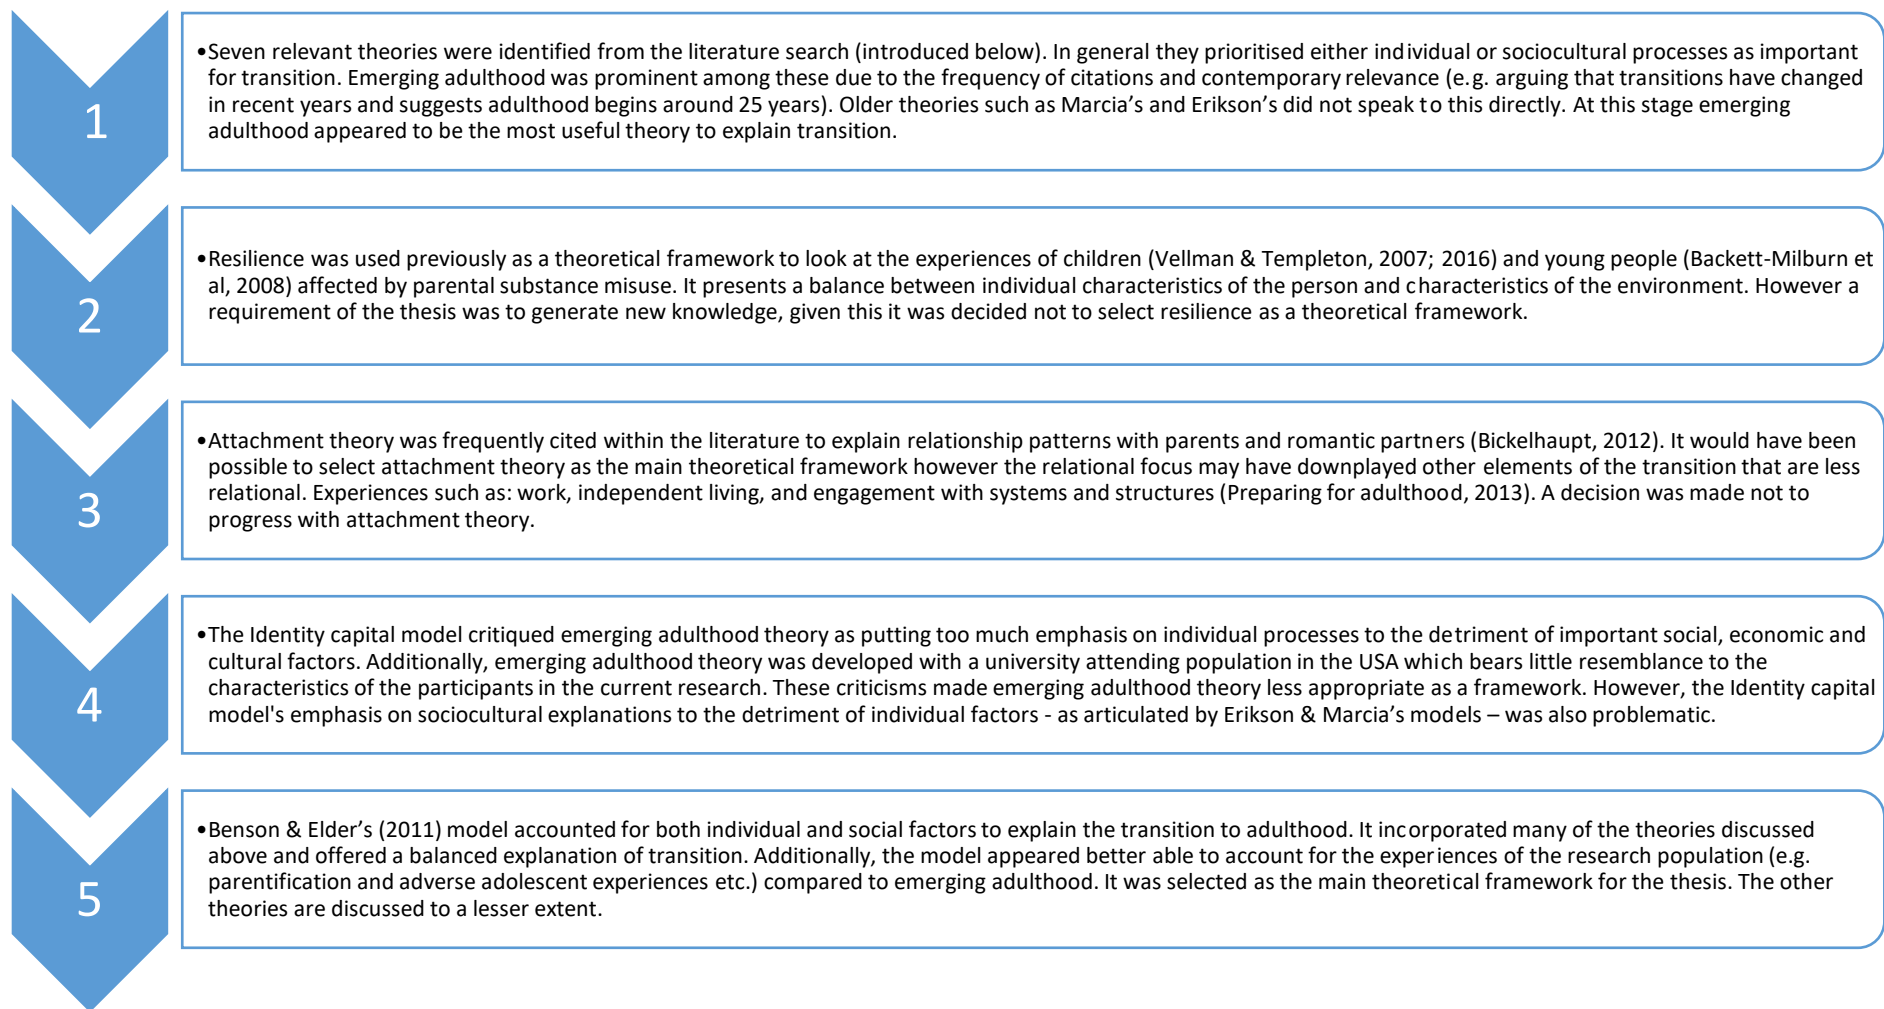 1
•Seven relevant theories were identified from the literature search (introduced below). In general they prioritised either individual or sociocultural processes as important
for transition. Emerging adulthood was prominent among these due to the frequency of citations and contemporary relevance (e.g. arguing that transitions have changed
in recent years and suggests adulthood begins around 25 years). Older theories such as Marcia’s and Erikson’s did not speak to this directly. At this stage emerging
adulthood appeared to be the most useful theory to explain transition.
2
•Resilience was used previously as a theoretical framework to look at the experiences of children (Vellman & Templeton, 2007; 2016) and young people (Backett-Milburn et
al, 2008) affected by parental substance misuse. It presents a balance between individual characteristics of the person and characteristics of the environment. However a
requirement of the thesis was to generate new knowledge, given this it was decided not to select resilience as a theoretical framework.
3
•Attachment theory was frequently cited within the literature to explain relationship patterns with parents and romantic partners (Bickelhaupt, 2012). It would have been
possible to select attachment theory as the main theoretical framework however the relational focus may have downplayed other elements of the transition that are less
relational. Experiences such as: work, independent living, and engagement with systems and structures (Preparing for adulthood, 2013). A decision was made not to
progress with attachment theory.
4
•The Identity capital model critiqued emerging adulthood theory as putting too much emphasis on individual processes to the detriment of important social, economic and
cultural factors. Additionally, emerging adulthood theory was developed with a university attending population in the USA which bears little resemblance to the
characteristics of the participants in the current research. These criticisms made emerging adulthood theory less appropriate as a framework. However, the Identity capital
model's emphasis on sociocultural explanations to the detriment of individual factors - as articulated by Erikson & Marcia’s models – was also problematic.
5
•Benson & Elder’s (2011) model accounted for both individual and social factors to explain the transition to adulthood. It incorporated many of the theories discussed
above and offered a balanced explanation of transition. Additionally, the model appeared better able to account for the experiences of the research population (e.g.
parentification and adverse adolescent experiences etc.) compared to emerging adulthood. It was selected as the main theoretical framework for the thesis. The other
theories are discussed to a lesser extent.